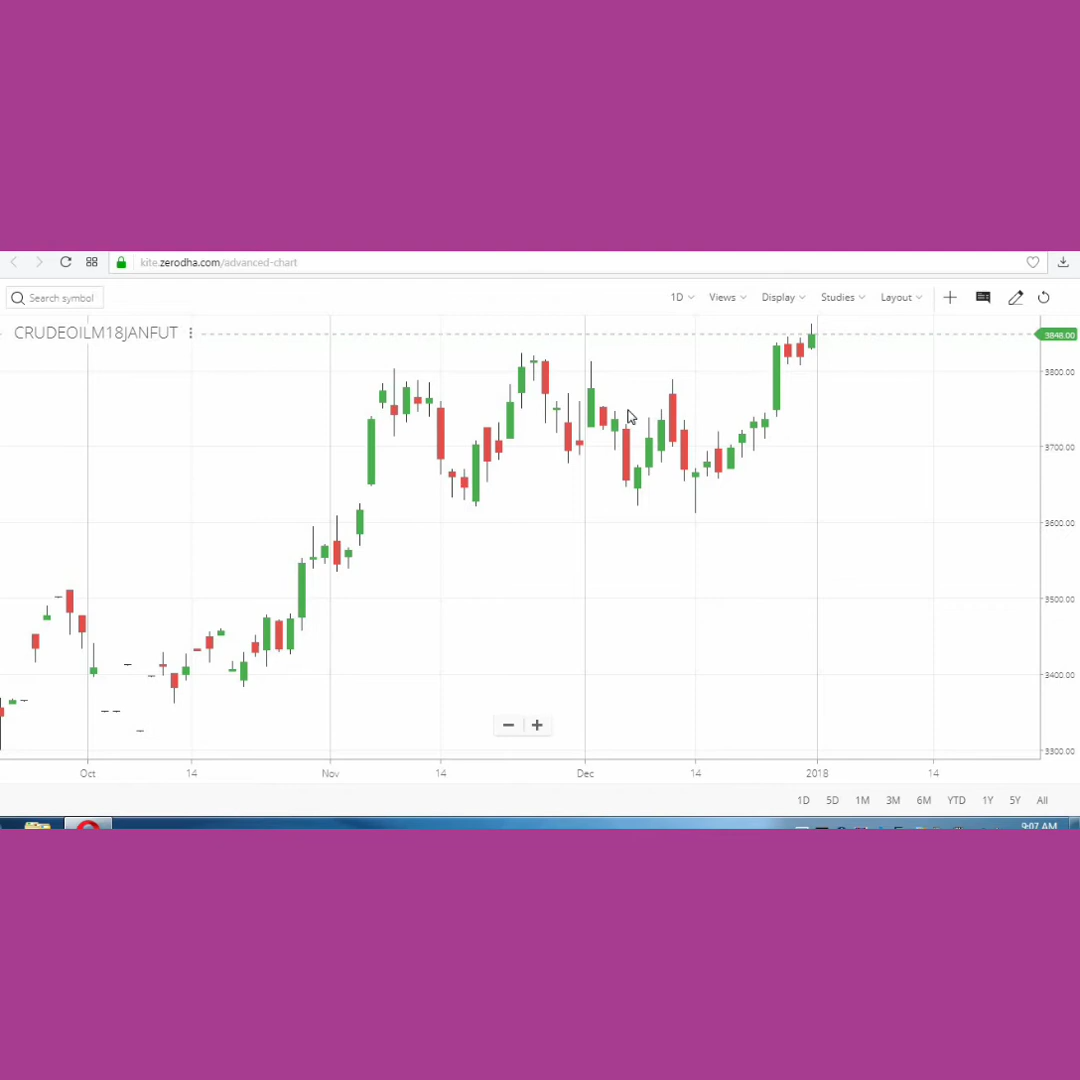 kite.zerodha.com/advanced-chart
Search symbol
1D Views Display Studies Layout
CRUDEOILM18JANFUT
3848.00
3800.00
3700.00
3600.00
3500.00
3400.00
3300.00
Oct 14 Nov 14 Dec 14 2018 14
1D 5D 1M 3M 6M YTD 1Y 5Y All
9:07 AM